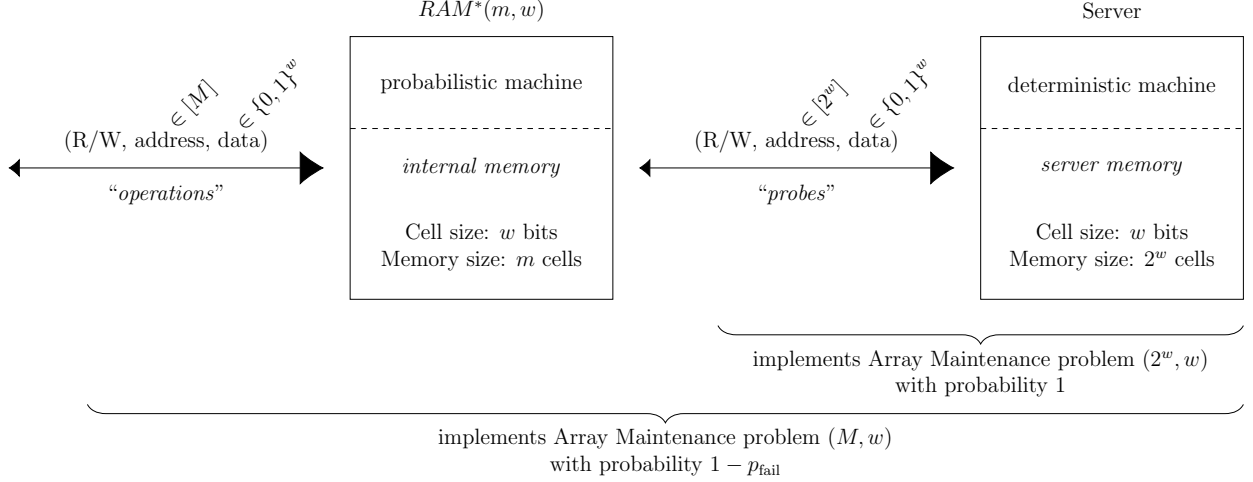 RAM*(m, w)
Server
probabilistic machine
deterministic machine
∈ [M]
∈ {0, 1}^w
∈ [2^w]
∈ {0, 1}^w
(R/W, address, data)
(R/W, address, data)
internal memory
server memory
“operations”
“probes”
Cell size: w bits
Memory size: m cells
Cell size: w bits
Memory size: 2^w cells
implements Array Maintenance problem (2^w, w)
with probability 1
implements Array Maintenance problem (M, w)
with probability 1 − p_fail